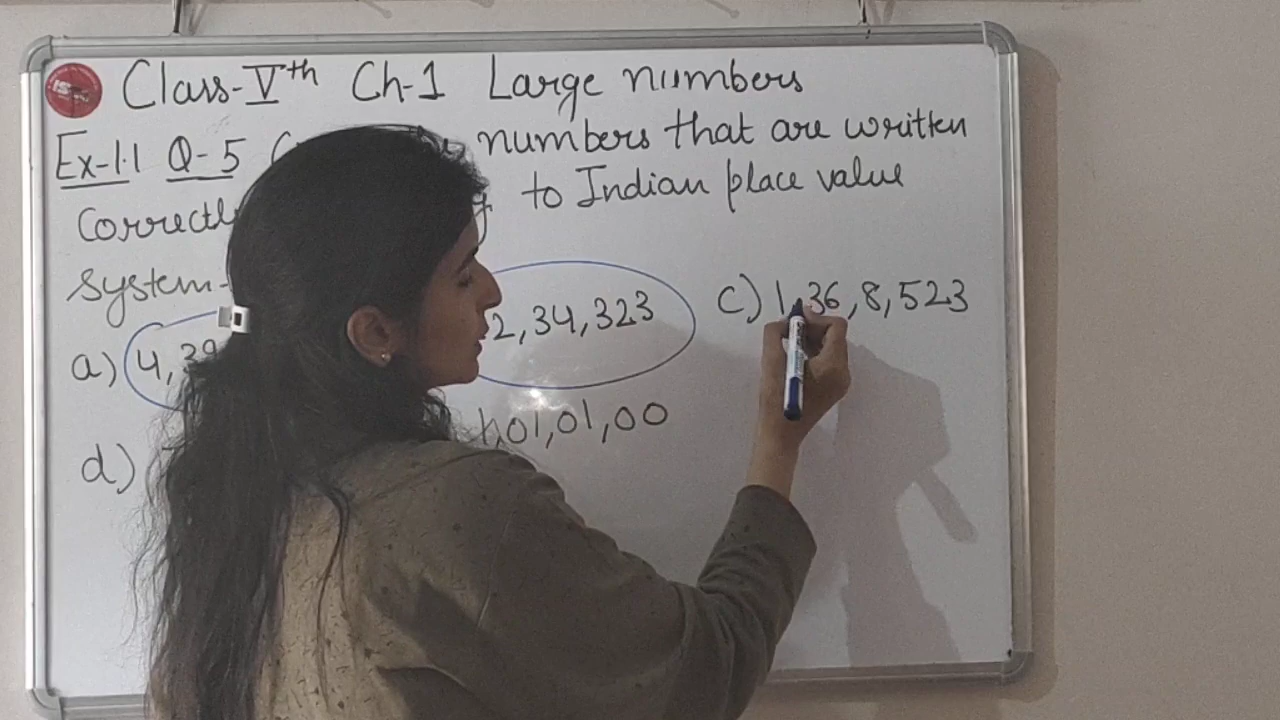 Class-Vth Ch-1 Large numbers
Ex-1.1 Q-5 numbers that are written
to Indian place value
system-
a) 4,39 2,34,323 c) 1,36,8,523
d) 1,01,01,00